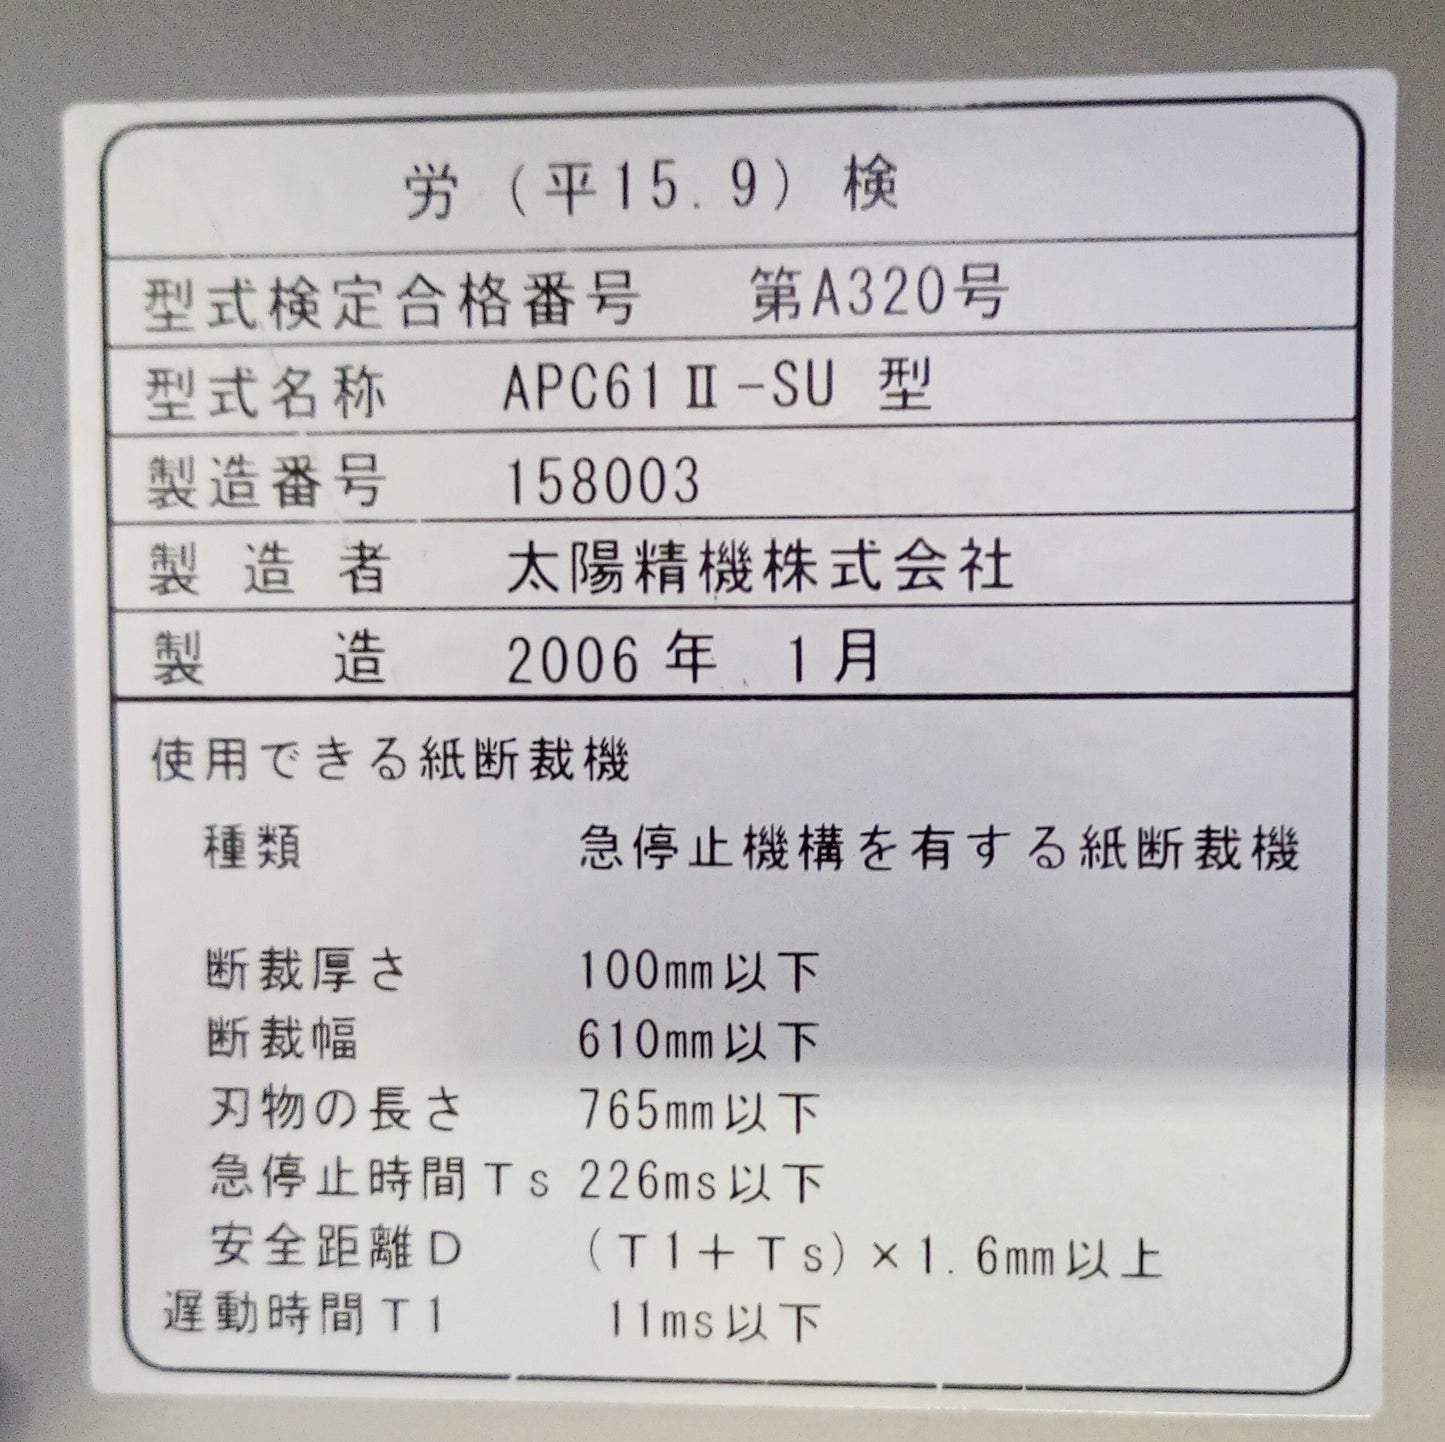 労（平15.9）検
型式検定合格番号 第A320号
型式名称 APC61Ⅱ-SU 型
製造番号 158003
製造者 太陽精機株式会社
製造 2006年 1月
使用できる紙断裁機
種類 急停止機構を有する紙断裁機
断裁厚さ 100mm以下
断裁幅 610mm以下
刃物の長さ 765mm以下
急停止時間Ts 226ms以下
安全距離D (T1+Ts)×1.6mm以上
遅動時間T1 11ms以下